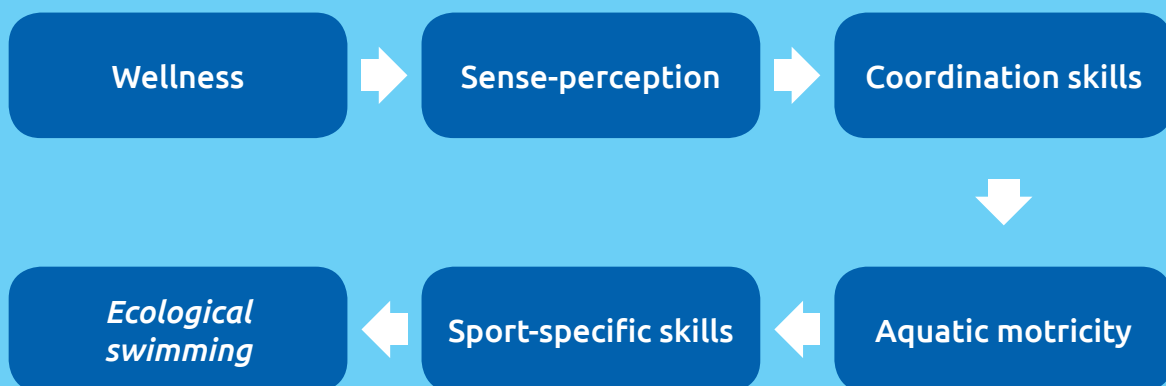 Wellness
Sense-perception
Coordination skills
Ecological
swimming
Sport-specific skills
Aquatic motricity